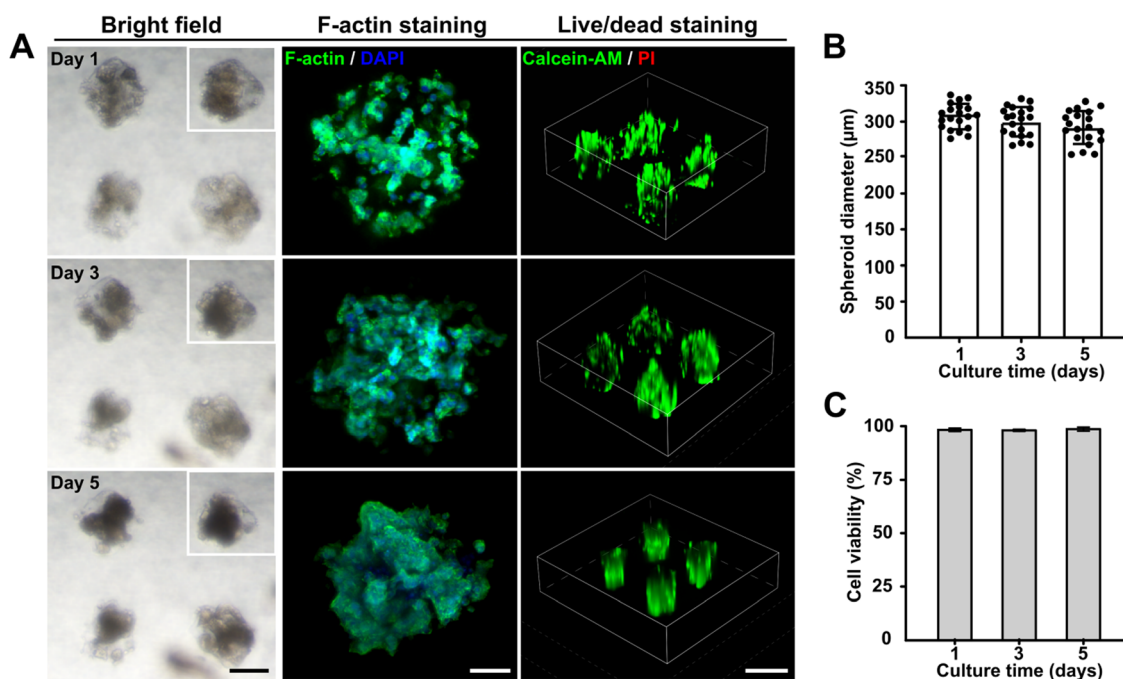 Bright field
F-actin staining
Live/dead staining
A
Day 1
F-actin / DAPI
Calcein-AM / PI
Day 3
Day 5
B
Spheroid diameter (μm)
350
300
250
200
150
100
50
0
1 3 5
Culture time (days)
C
Cell viability (%)
100
75
50
25
0
1 3 5
Culture time (days)